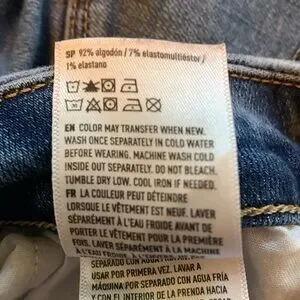 SP 92% algodón / 7% elastomultiéster /
1% elastano
EN COLOR MAY TRANSFER WHEN NEW.
WASH ONCE SEPARATELY IN COLD WATER
BEFORE WEARING. MACHINE WASH COLD
INSIDE OUT SEPARATELY. DO NOT BLEACH.
TUMBLE DRY LOW. COOL IRON IF NEEDED.
FR LA COULEUR PEUT DÉTEINDRE
LORSQUE LE VÊTEMENT EST NEUF. LAVER
SÉPARÉMENT À L'EAU FROIDE AVANT DE
PORTER LE VÊTEMENT POUR LA PREMIÈRE
FOIS. LAVER SÉPARÉMENT À LA MACHINE
SEPARADO CON AGUA
USAR POR PRIMERA VEZ. LAVAR A
MÁQUINA POR SEPARADO CON AGUA FRÍA
Y CON LA PRENDA